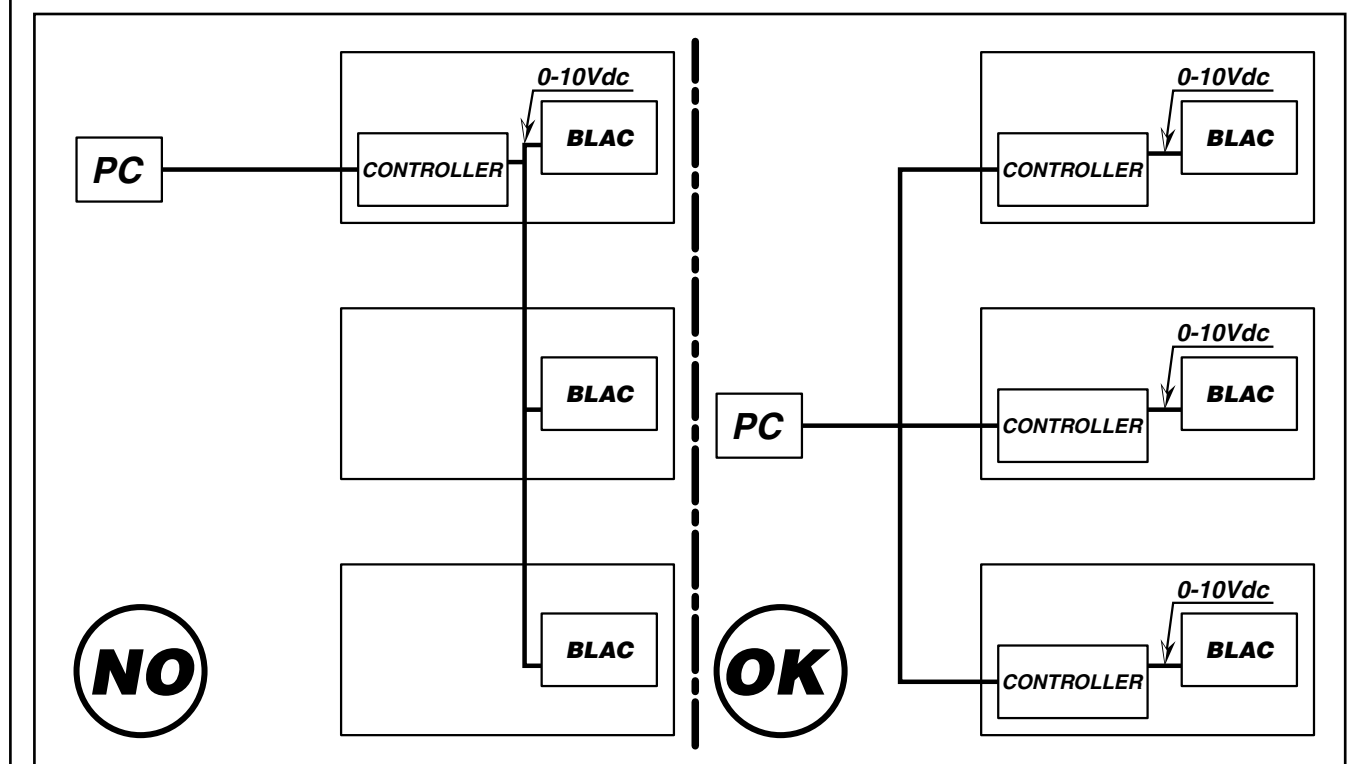 0-10Vdc
BLAC
PC
CONTROLLER
BLAC
BLAC
NO
0-10Vdc
BLAC
CONTROLLER
0-10Vdc
BLAC
PC
CONTROLLER
0-10Vdc
BLAC
OK
CONTROLLER